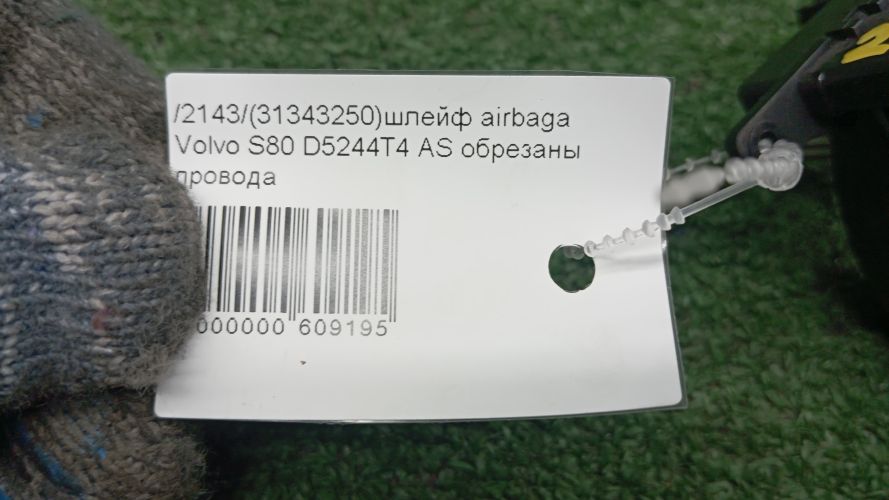 /2143/(31343250)шлейф airbaga
Volvo S80 D5244T4 AS обрезаны
провода
000000 609195